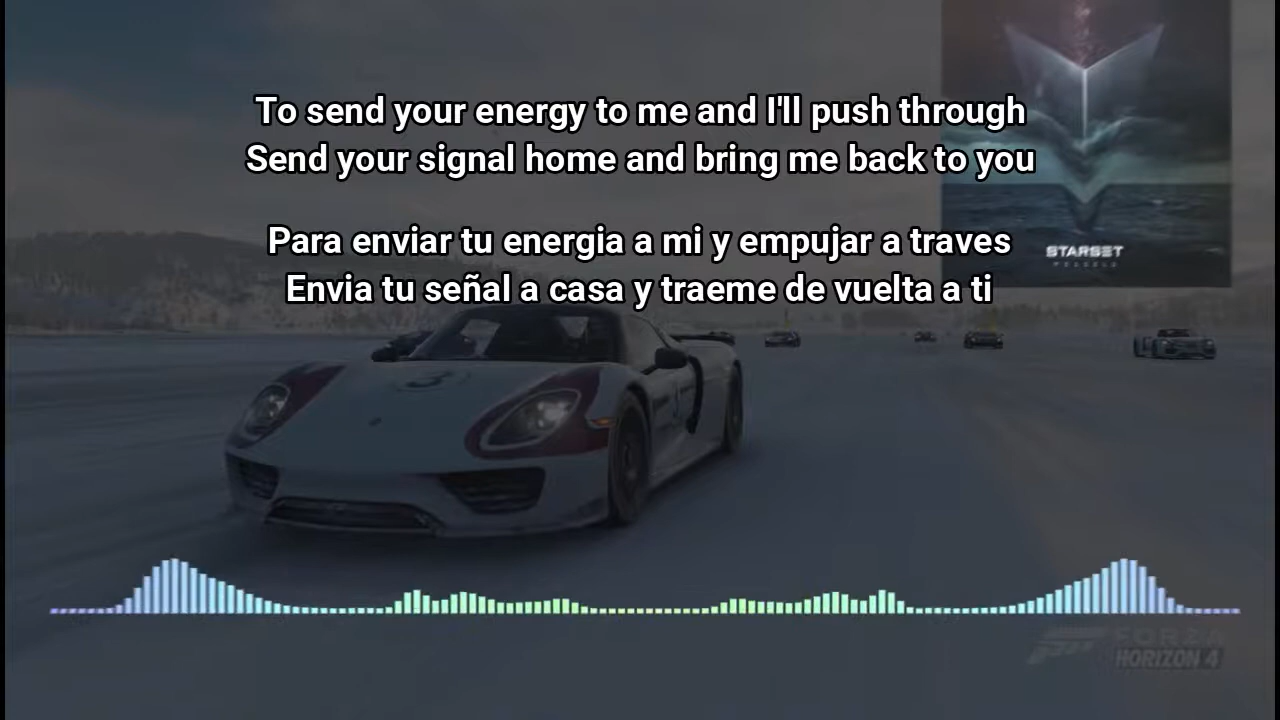 To send your energy to me and I'll push through
Send your signal home and bring me back to you
Para enviar tu energia a mi y empujar a traves
Envia tu señal a casa y traeme de vuelta a ti
STARSET
3
FORZA
HORIZON 4